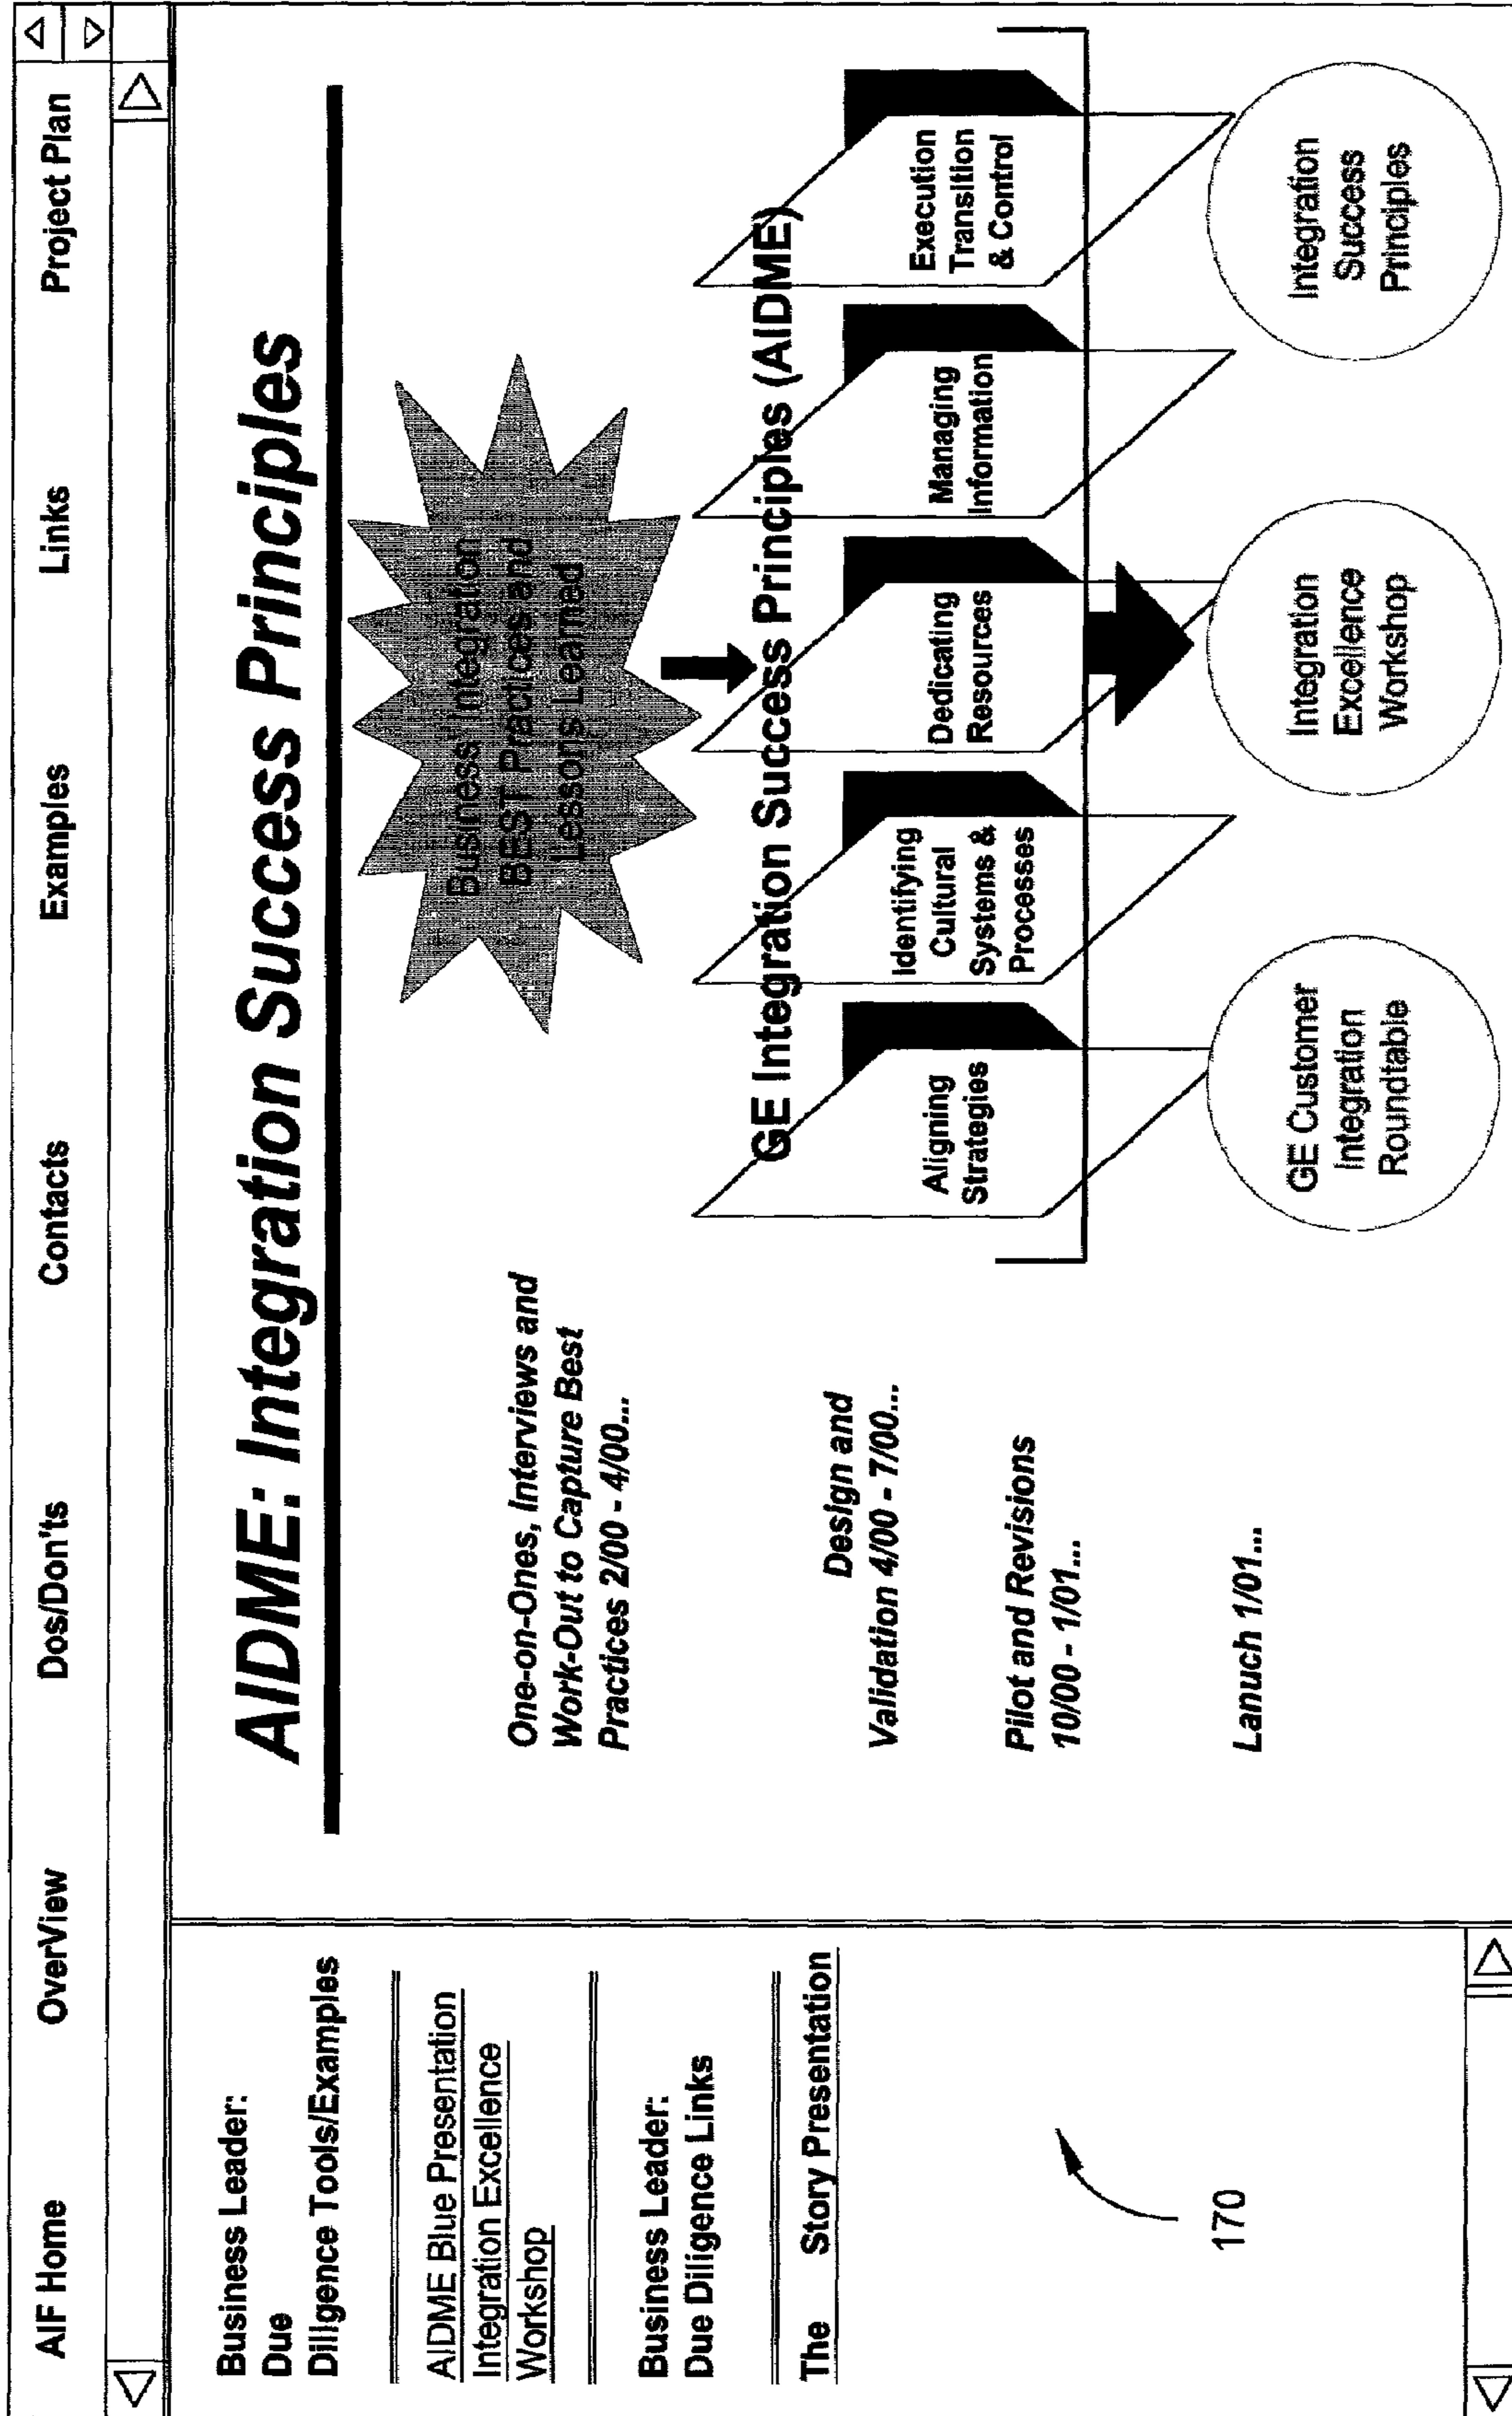 AIF Home
OverView
Dos/Don'ts
Contacts
Examples
Links
Project Plan
Business Leader:
Due
Diligence Tools/Examples
AIDME Blue Presentation
Integration Excellence
Workshop
Business Leader:
Due Diligence Links
The Story Presentation
170
AIDME: Integration Success Principles
One-on-Ones, Interviews and
Work-Out to Capture Best
Practices 2/00 - 4/00...
Design and
Validation 4/00 - 7/00...
Pilot and Revisions
10/00 - 1/01...
Lanuch 1/01...
Business Integration
BEST Practices and
Lessons Learned
GE Integration Success Principles (AIDME)
Aligning
Strategies
Identifying
Cultural
Systems &
Processes
Dedicating
Resources
Managing
Information
Execution
Transition
& Control
GE Customer
Integration
Roundtable
Integration
Excellence
Workshop
Integration
Success
Principles